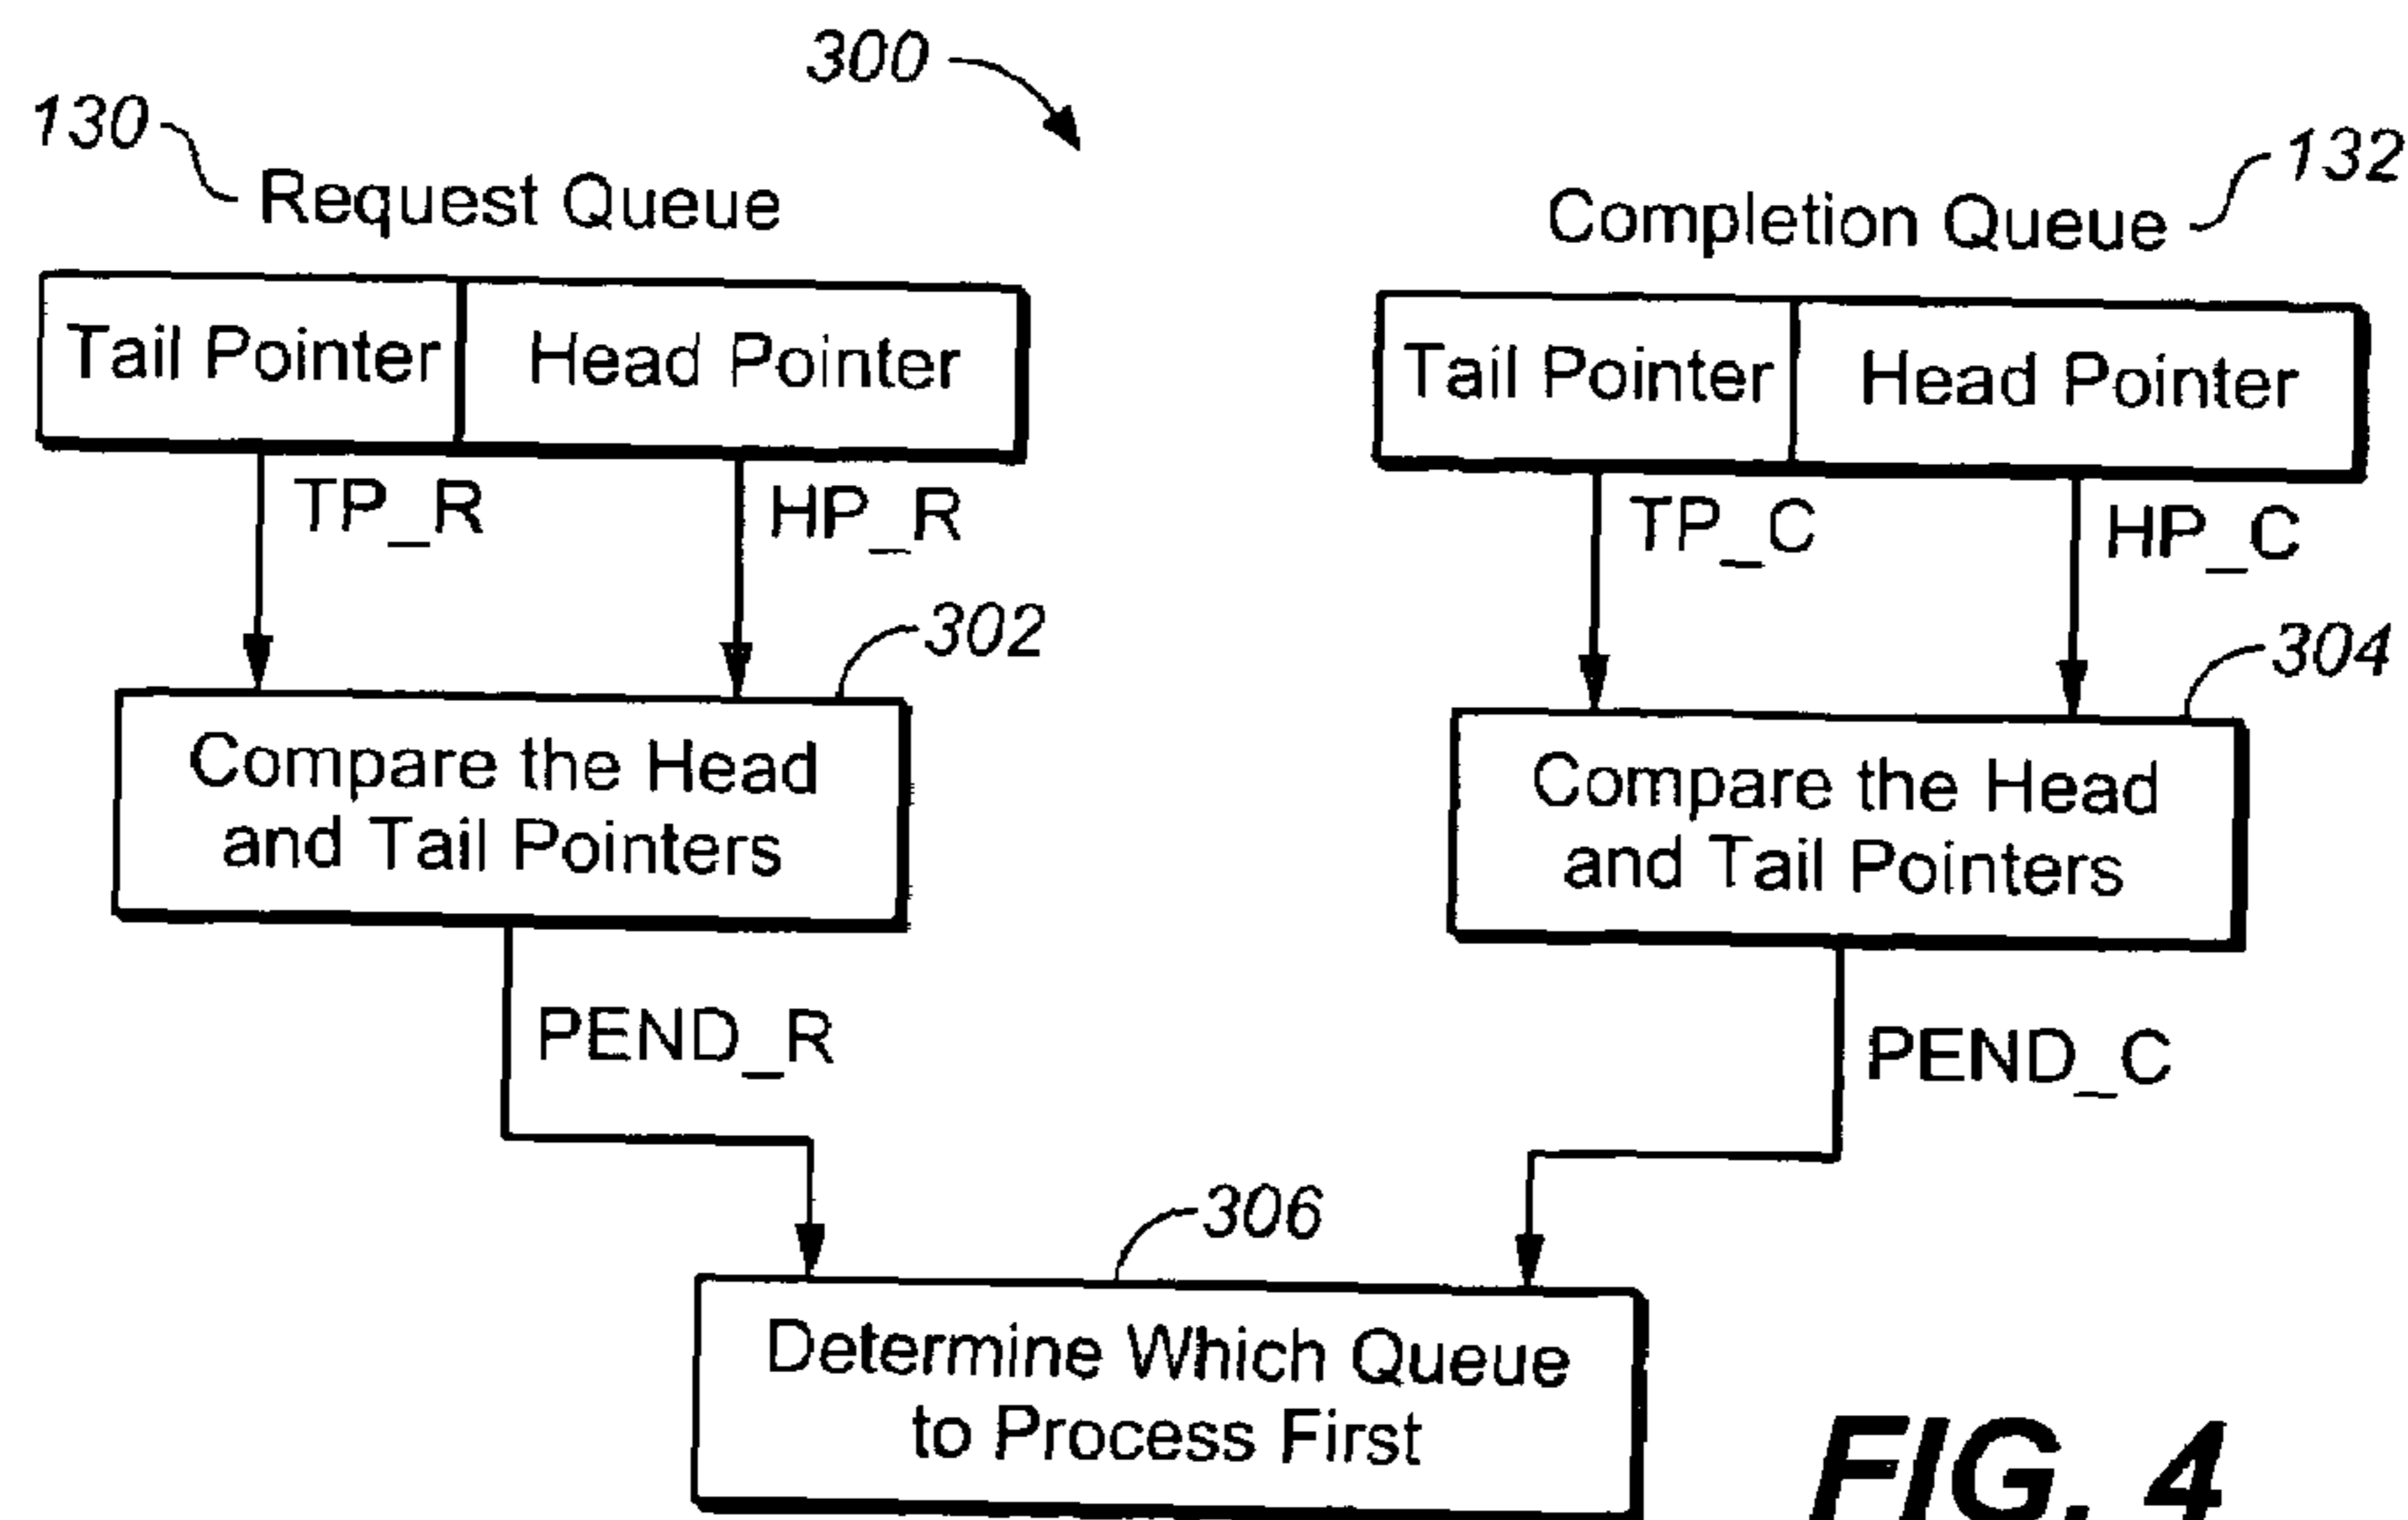 300
130
Request Queue
132
Completion Queue
Tail Pointer
Head Pointer
Tail Pointer
Head Pointer
TP_R
HP_R
TP_C
HP_C
302
304
Compare the Head
and Tail Pointers
Compare the Head
and Tail Pointers
PEND_R
PEND_C
306
Determine Which Queue
to Process First
FIG. 4